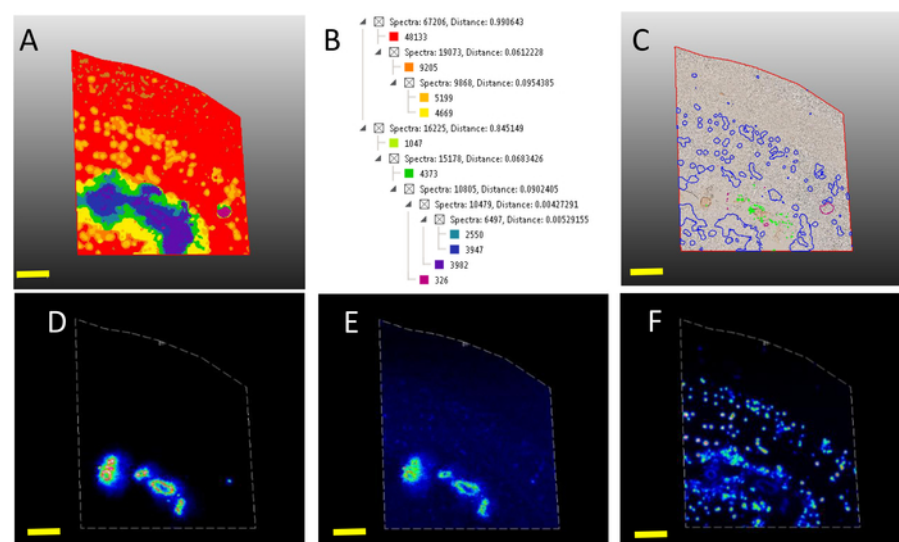 A
B
C
Spectra: 67206, Distance: 0.990643
48133
Spectra: 19073, Distance: 0.0612228
9205
Spectra: 9868, Distance: 0.0954385
5199
4669
Spectra: 16225, Distance: 0.845149
1047
Spectra: 15178, Distance: 0.0683426
4373
Spectra: 10805, Distance: 0.0902405
Spectra: 10479, Distance: 0.00427291
Spectra: 6497, Distance: 0.00529155
2550
3947
3982
326
D
E
F